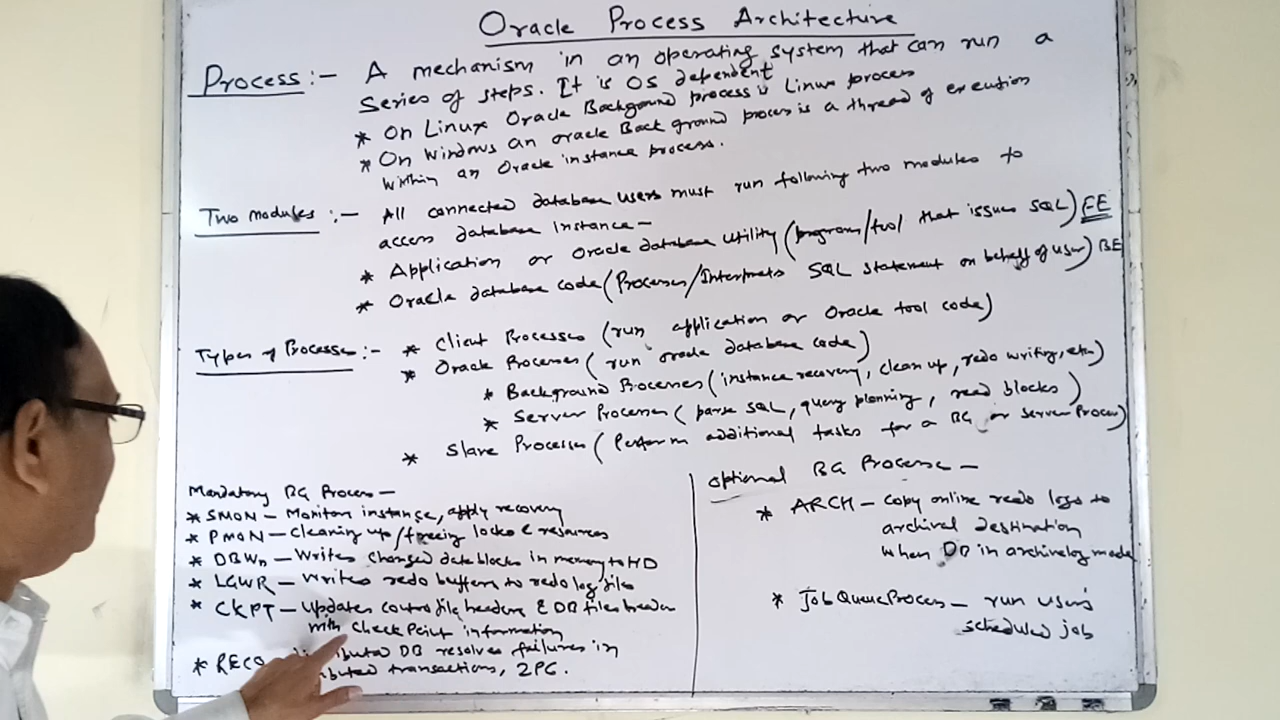 Oracle Process Architecture
Process :- A mechanism in an operating system that can run a
Series of steps. It is OS dependent
* On Linux Oracle Background process is Linux process
* On Windows an oracle Back ground process is a thread of execution
within an Oracle instance process.
Two modules :- All connected database users must run following two modules to
access database instance -
* Application or Oracle database utility (program/tool that issues SQL) FE
* Oracle database code (Processes/Interprets SQL statement on behalf of user) BE
Types of Processes :- * Client Processes (run application or Oracle tool code)
* Oracle Processes (run oracle database code)
* Background Processes (instance recovery, clean up, redo writing, etc.)
* Server Processes (parse SQL, query planning, read blocks)
* Slave Processes (Perform additional tasks for a BG or Server Process)
Mandatory BG Process -
* SMON - Monitors instance, apply recovery
* PMON - Cleaning up/freeing locks & resources
* DBWn - Writes changed data blocks in memory to HD
* LGWR - Writes redo buffers to redo log files
* CKPT - Updates control file headers & DB files header
with CheckPoint information
* RECO DB resolves failures in
transactions, 2PC.
Optional BG Process -
* ARCH - Copy online redo logs to
archival destination
when DB in archivelog mode
* Job Queue Process - run user's
scheduled job